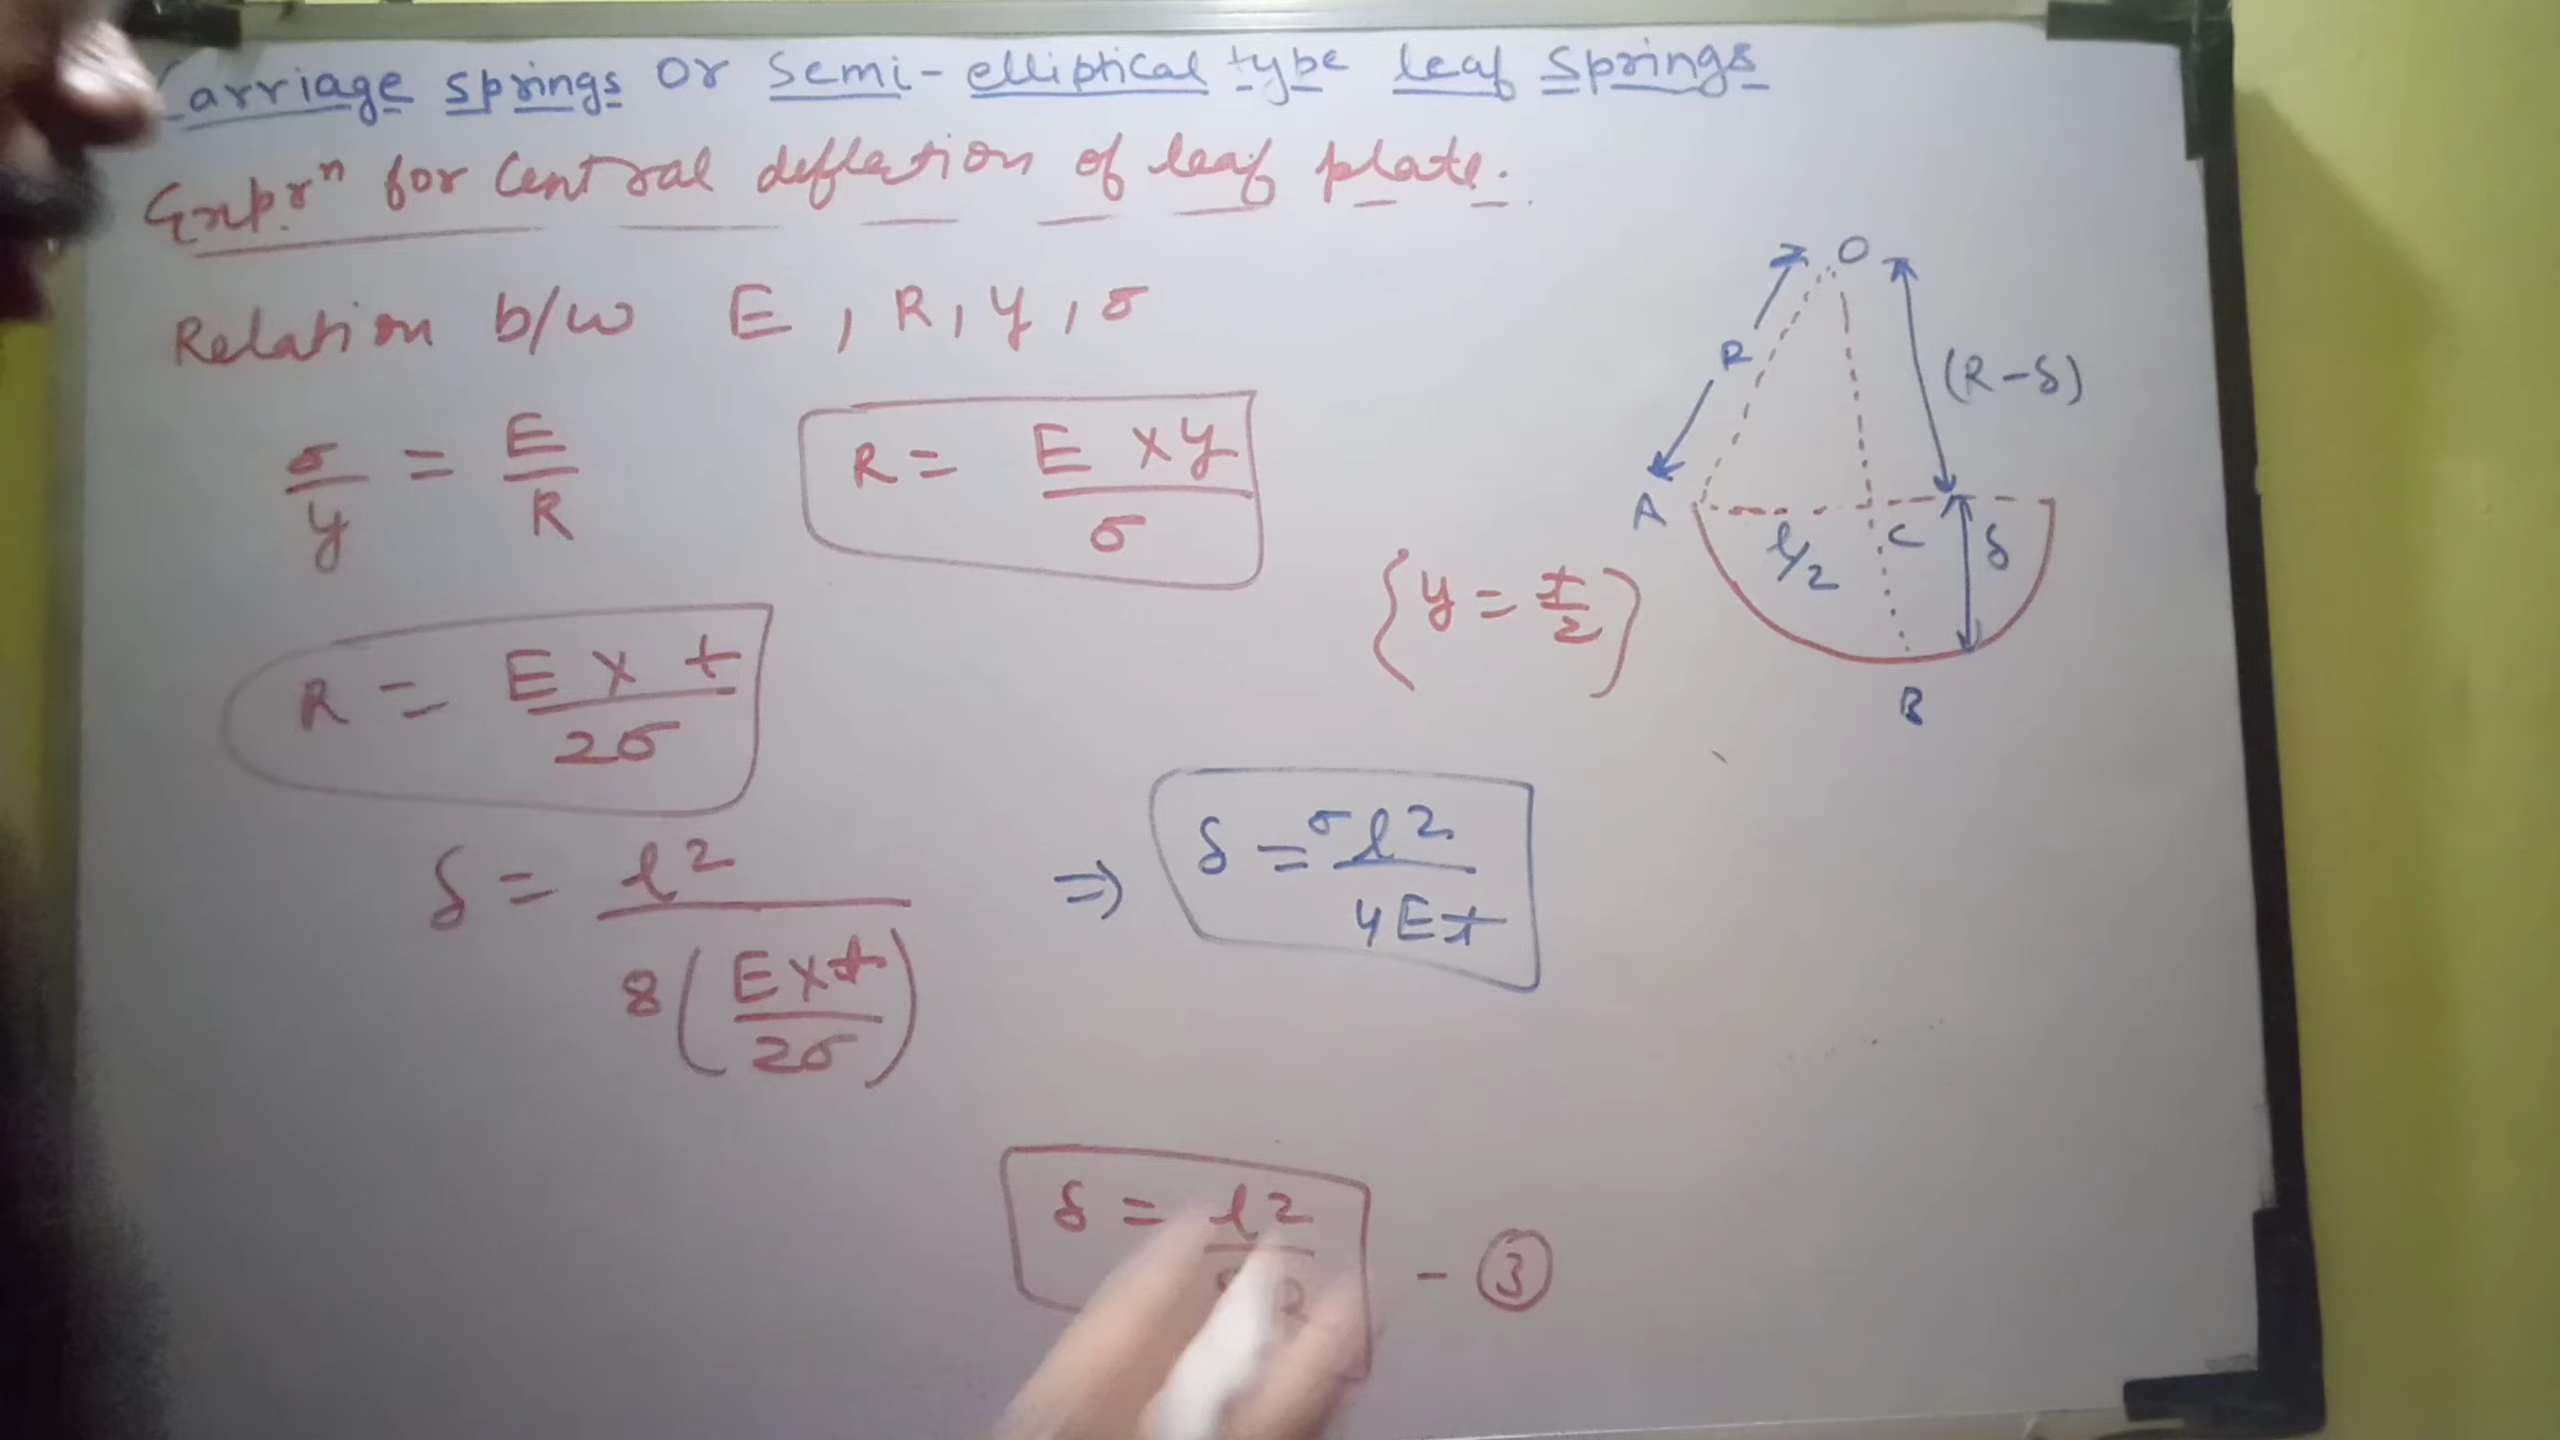 Carriage springs or semi-elliptical type leaf springs
Expr.ⁿ for central deflection of leaf plate.
Relation b/w E, R, y, σ
σ/y = E/R
R = E × y / σ
{y = t/2}
R = E × t / 2σ
δ = l² / 8(E×t / 2σ)
⇒ δ = σl² / 4Et
δ = l² / R - ③
O
R
(R-δ)
A
l/2
C
δ
B